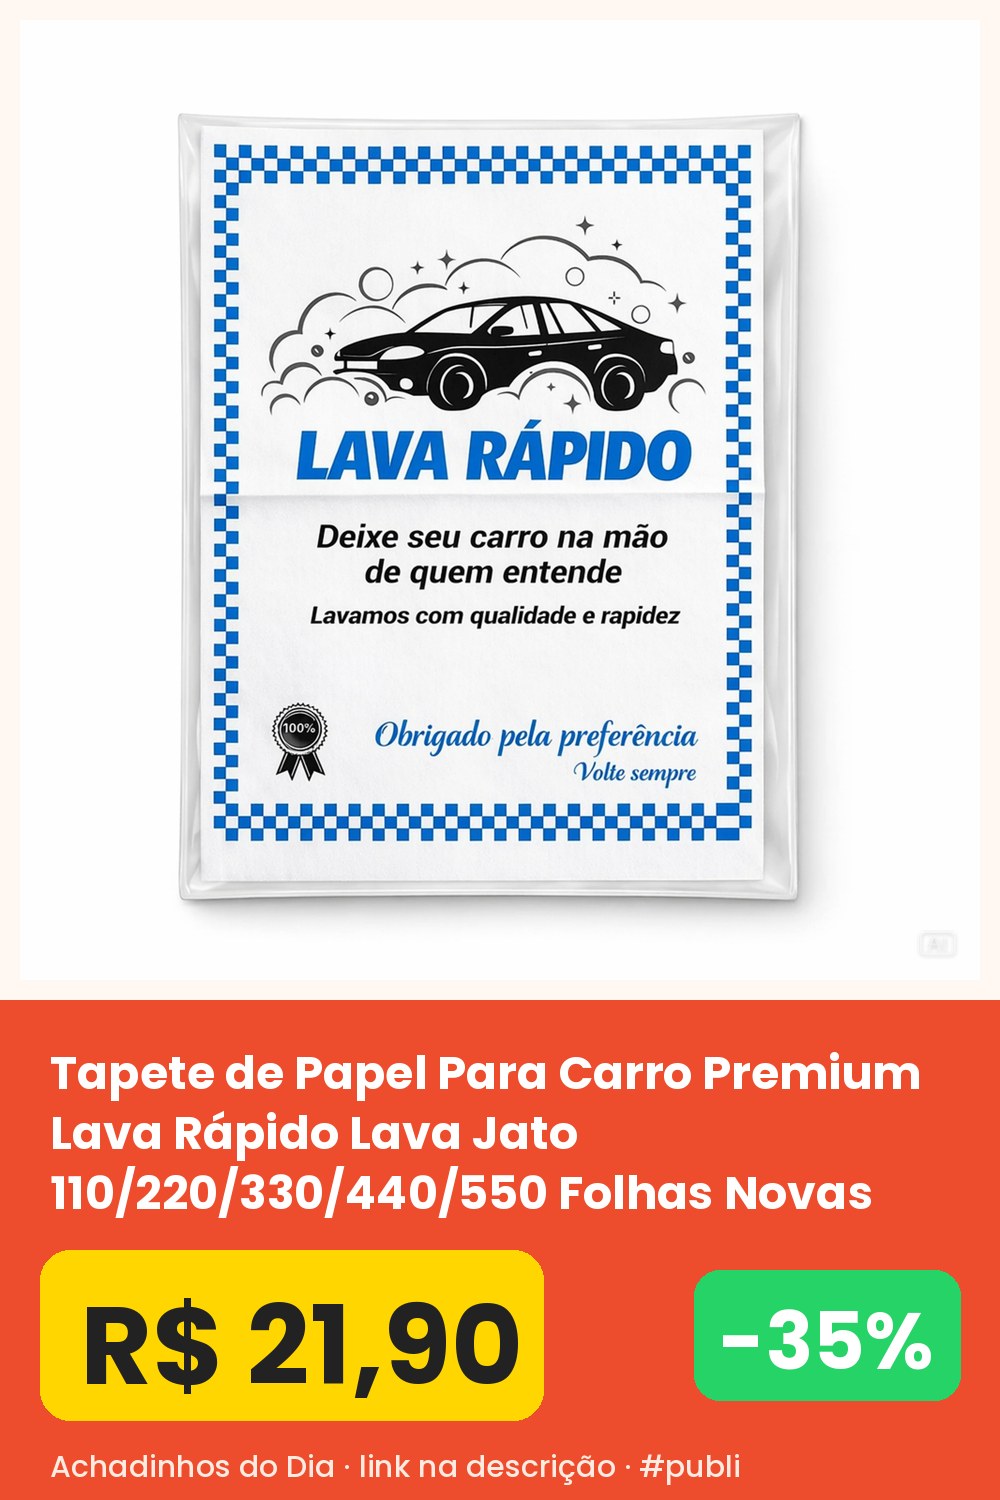 LAVA RÁPIDO
Deixe seu carro na mão
de quem entende
Lavamos com qualidade e rapidez
100%
Obrigado pela preferência
Volte sempre
Tapete de Papel Para Carro Premium
Lava Rápido Lava Jato
110/220/330/440/550 Folhas Novas
R$ 21,90
-35%
Achadinhos do Dia · link na descrição · #publi